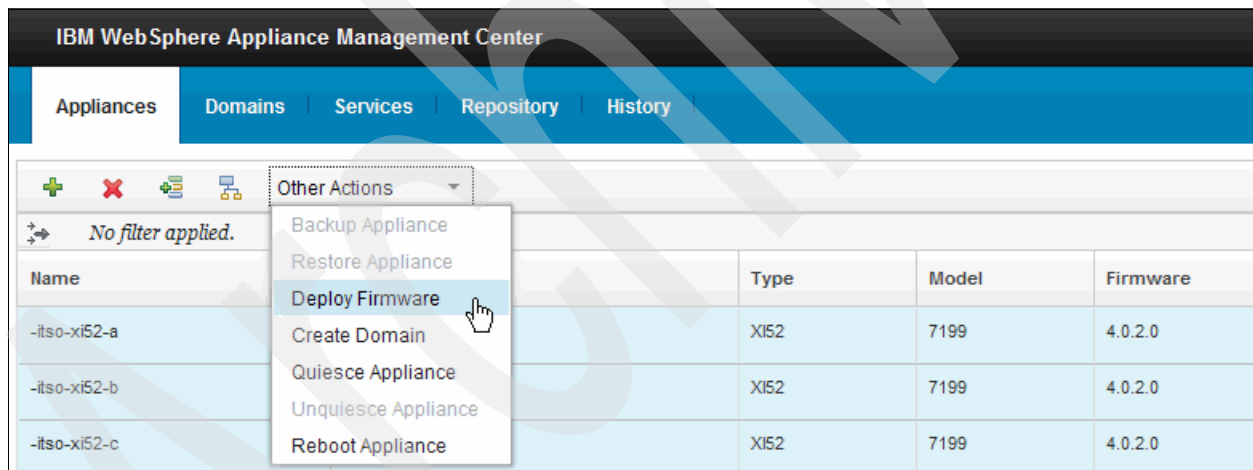 IBM WebSphere Appliance Management Center
Appliances Domains Services Repository History
Other Actions
No filter applied.
Backup Appliance
Restore Appliance
Name Type Model Firmware
Deploy Firmware
-itso-xi52-a XI52 7199 4.0.2.0
Create Domain
Quiesce Appliance
-itso-xi52-b XI52 7199 4.0.2.0
Unquiesce Appliance
-itso-xi52-c XI52 7199 4.0.2.0
Reboot Appliance